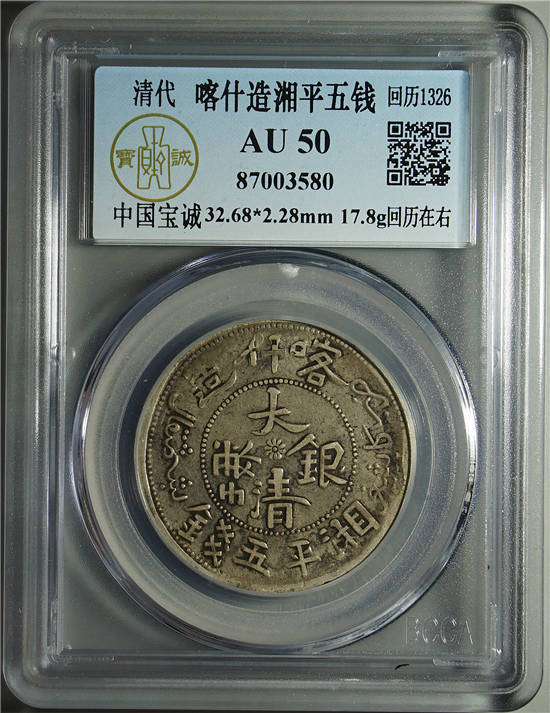 清代 喀什造湘平五钱 回历1326
AU 50
寶 誠
87003580
中国宝诚 32.68*2.28mm 17.8g回历在右
喀什造
大清
銀幣
湘平五錢